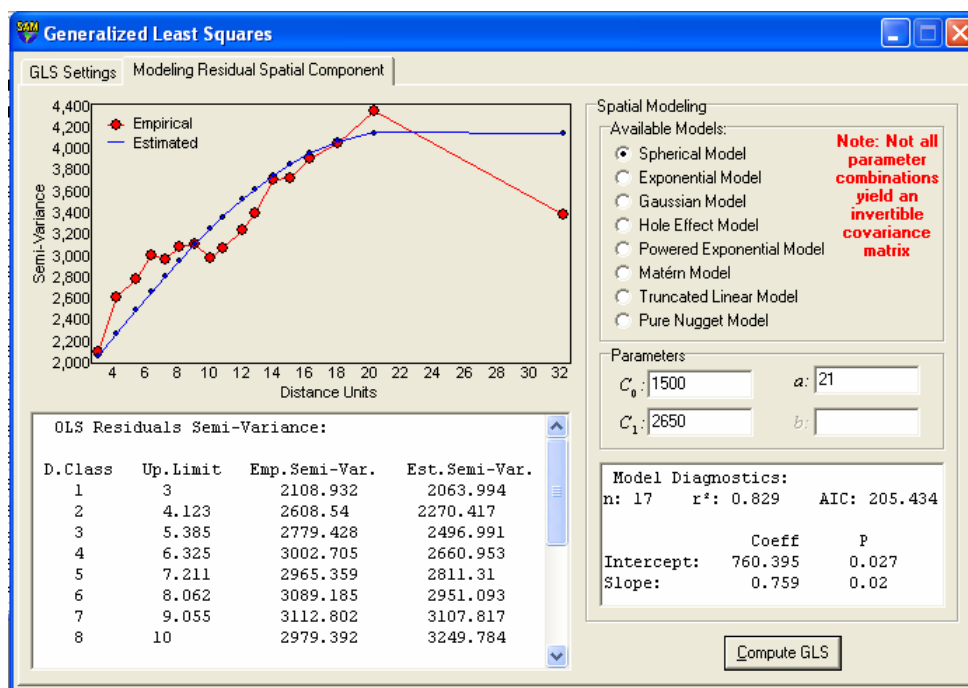 SAM Generalized Least Squares
GLS Settings
Modeling Residual Spatial Component
4,400
4,200
4,000
3,800
3,600
3,400
3,200
3,000
2,800
2,600
2,400
2,200
2,000
Semi-Variance
Empirical
Estimated
4 6 8 10 12 14 16 18 20 22 24 26 28 30 32
Distance Units
OLS Residuals Semi-Variance:
D.Class Up.Limit Emp.Semi-Var. Est.Semi-Var.
1 3 2108.932 2063.994
2 4.123 2608.54 2270.417
3 5.385 2779.428 2496.991
4 6.325 3002.705 2660.953
5 7.211 2965.359 2811.31
6 8.062 3089.185 2951.093
7 9.055 3112.802 3107.817
8 10 2979.392 3249.784
Spatial Modeling
Available Models:
Spherical Model
Exponential Model
Gaussian Model
Hole Effect Model
Powered Exponential Model
Matérn Model
Truncated Linear Model
Pure Nugget Model
Note: Not all
parameter
combinations
yield an
invertible
covariance
matrix
Parameters
C₀: 1500 a: 21
C₁: 2650 b:
Model Diagnostics:
n: 17 r²: 0.829 AIC: 205.434
Coeff P
Intercept: 760.395 0.027
Slope: 0.759 0.02
Compute GLS